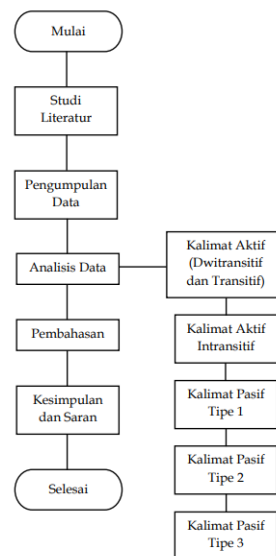 Mulai
Studi
Literatur
Pengumpulan
Data
Analisis Data
Pembahasan
Kesimpulan
dan Saran
Selesai
Kalimat Aktif
(Dwitransitif
dan Transitif)
Kalimat Aktif
Intransitif
Kalimat Pasif
Tipe 1
Kalimat Pasif
Tipe 2
Kalimat Pasif
Tipe 3